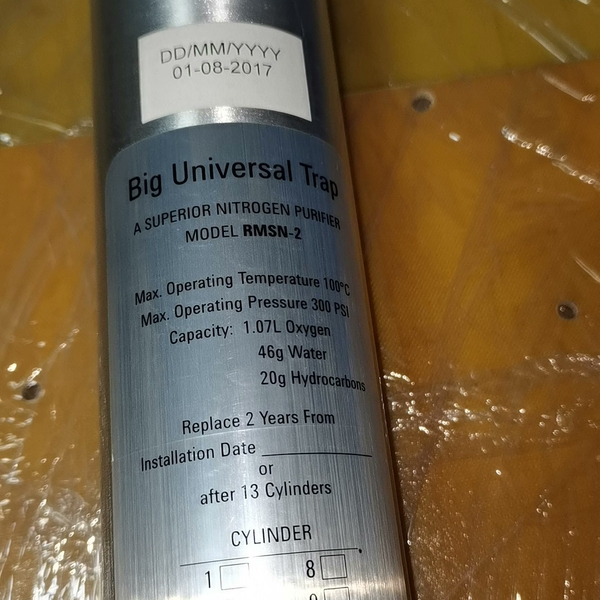 DD/MM/YYYY
01-08-2017
Big Universal Trap
A SUPERIOR NITROGEN PURIFIER
MODEL RMSN-2
Max. Operating Temperature 100°C
Max. Operating Pressure 300 PSI
Capacity: 1.07L Oxygen
46g Water
20g Hydrocarbons
Replace 2 Years From
Installation Date
or
after 13 Cylinders
CYLINDER
1 8
9